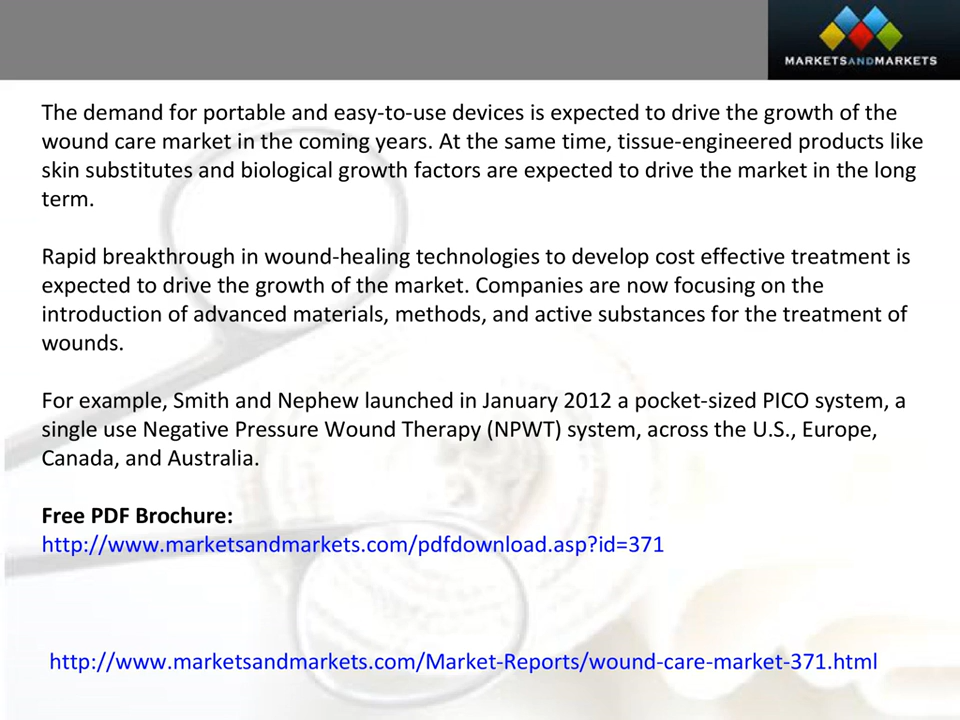 MARKETSANDMARKETS
The demand for portable and easy-to-use devices is expected to drive the growth of the
wound care market in the coming years. At the same time, tissue-engineered products like
skin substitutes and biological growth factors are expected to drive the market in the long
term.
Rapid breakthrough in wound-healing technologies to develop cost effective treatment is
expected to drive the growth of the market. Companies are now focusing on the
introduction of advanced materials, methods, and active substances for the treatment of
wounds.
For example, Smith and Nephew launched in January 2012 a pocket-sized PICO system, a
single use Negative Pressure Wound Therapy (NPWT) system, across the U.S., Europe,
Canada, and Australia.
Free PDF Brochure:
http://www.marketsandmarkets.com/pdfdownload.asp?id=371
http://www.marketsandmarkets.com/Market-Reports/wound-care-market-371.html